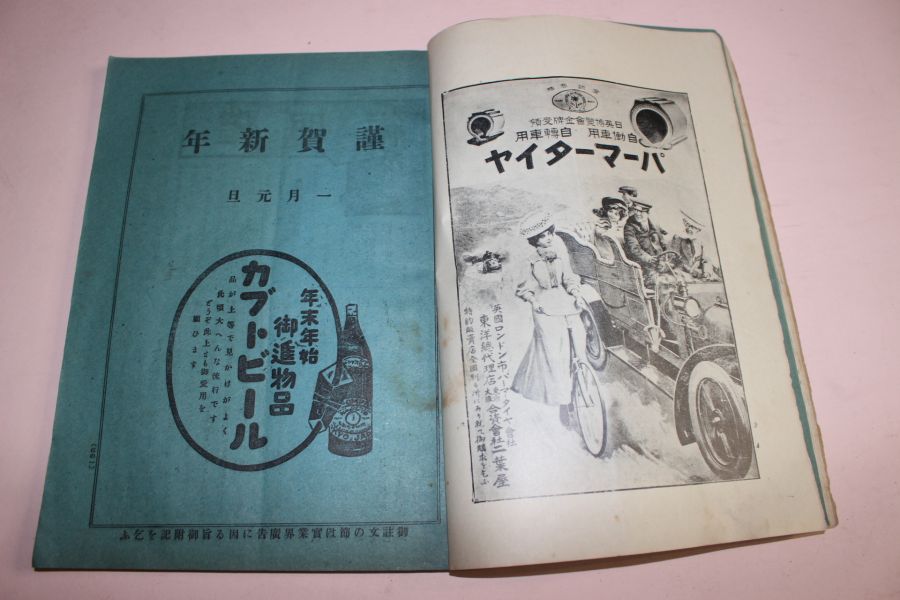 謹賀新年
一月元旦
年末年始
御進物品
カブトビール
品が上等で見かけがよく
此頃大へんな流行です
どうぞ此上とも御愛用を
願ひます
御註文の節は實業界廣告に因る旨御附記を乞ふ
日英博覽會金牌受領
自働車用 自轉車用
パーマータイヤ
英國ロンドン市パーマータイヤ會社
東洋總代理店 合資會社二葉屋